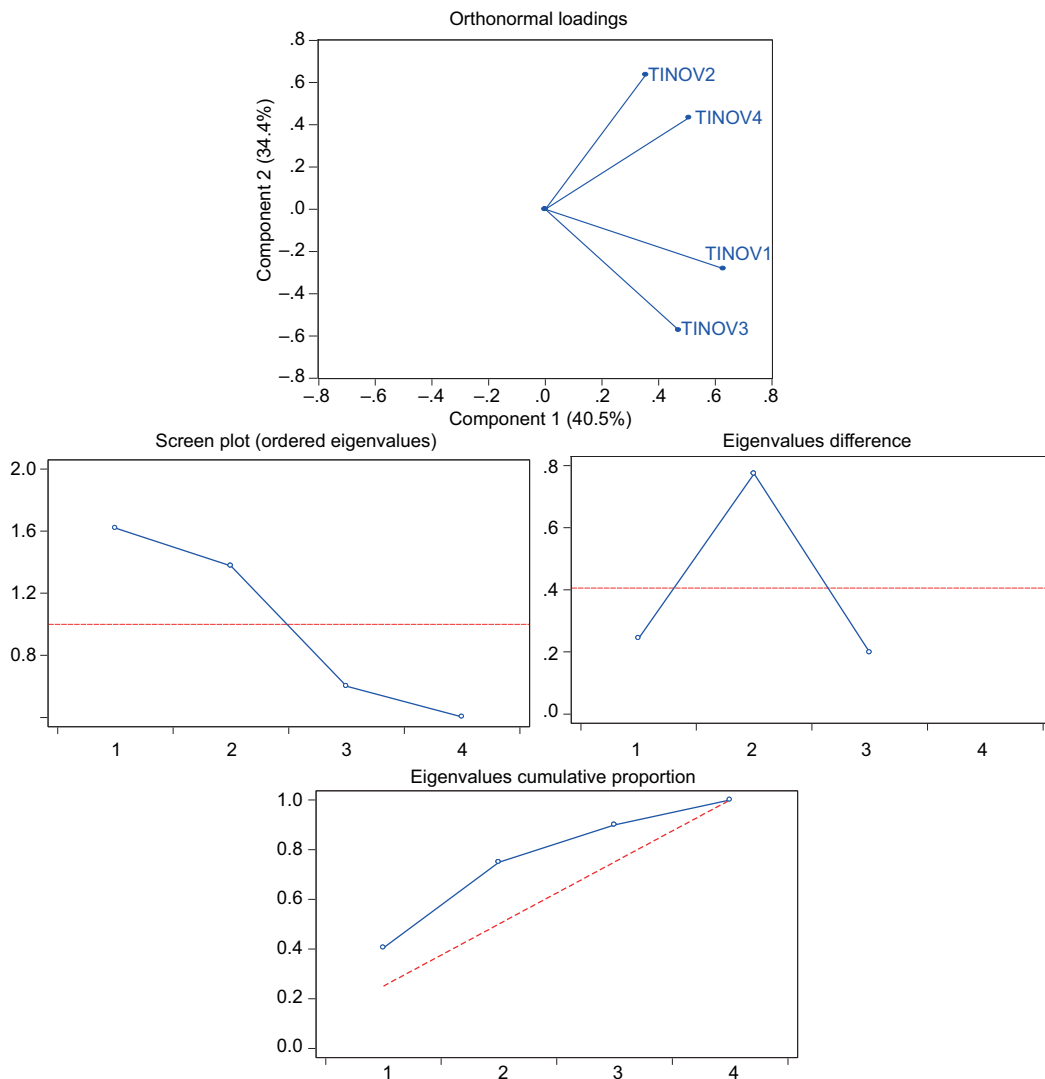 Orthonormal loadings
.8
.6
.4
.2
.0
–.2
–.4
–.6
–.8
Component 2 (34.4%)
TINOV2
TINOV4
TINOV1
TINOV3
–.8 –.6 –.4 –.2 .0 .2 .4 .6 .8
Component 1 (40.5%)
Screen plot (ordered eigenvalues)
2.0
1.6
1.2
0.8
1 2 3 4
Eigenvalues difference
.8
.6
.4
.2
.0
1 2 3 4
Eigenvalues cumulative proportion
1.0
0.8
0.6
0.4
0.2
0.0
1 2 3 4